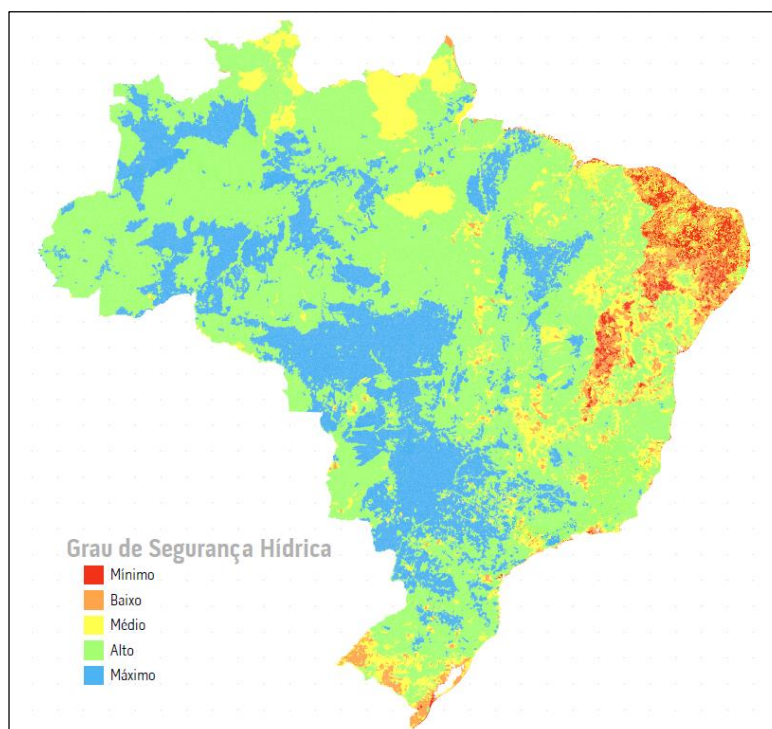 Grau de Segurança Hídrica
Mínimo
Baixo
Médio
Alto
Máximo